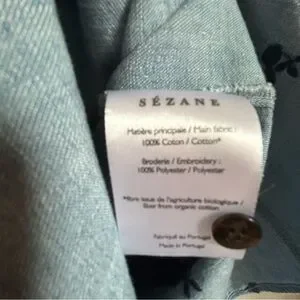 SÉZANE
Matière principale / Main fabric :
100% Coton / Cotton*
Broderie / Embroidery :
100% Polyester / Polyester
*fibre issue de l'agriculture biologique /
fiber from organic cotton
Fabriqué au Portugal
Made in Portugal